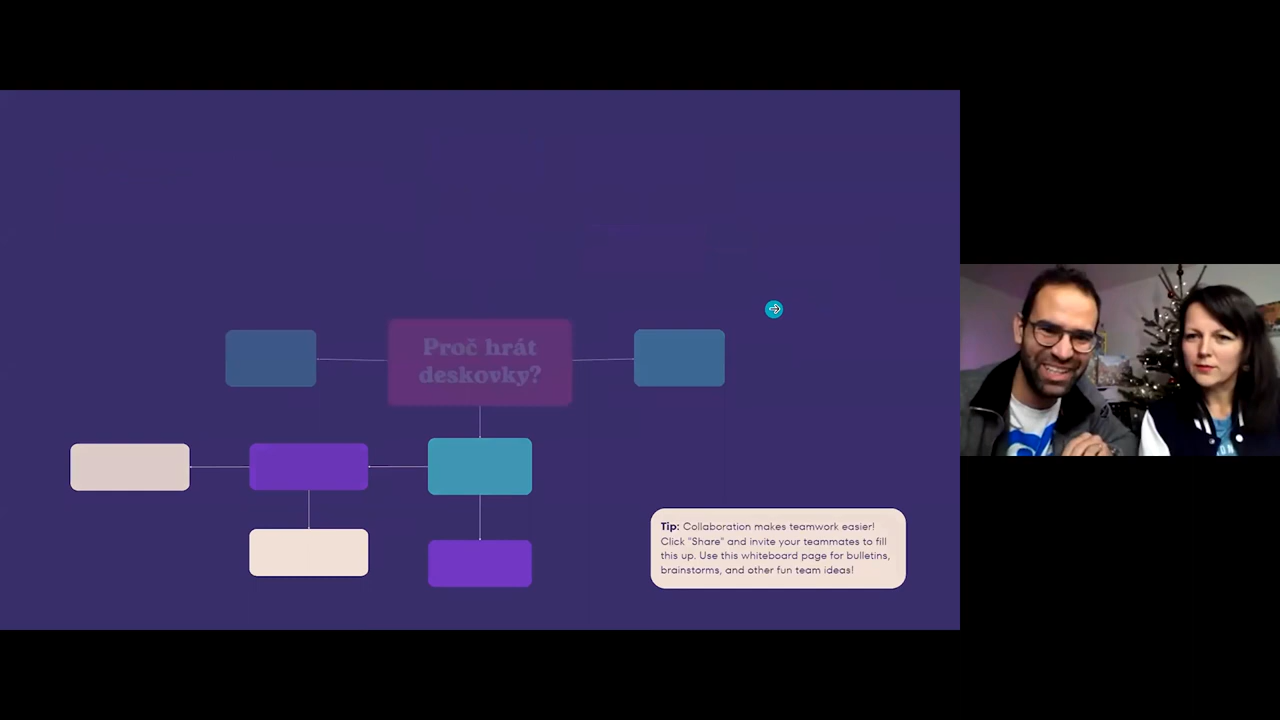 Proč hrát
deskovky?
Tip: Collaboration makes teamwork easier!
Click "Share" and invite your teammates to fill
this up. Use this whiteboard page for bulletins,
brainstorms, and other fun team ideas!